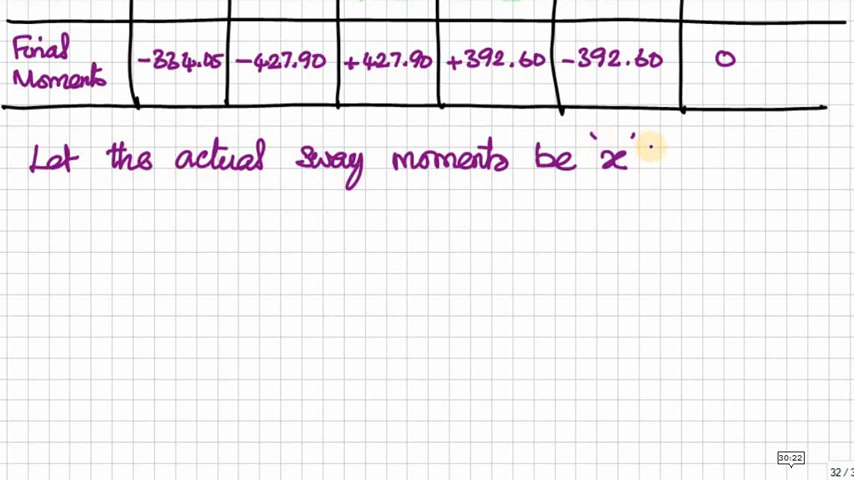 Final Moments -334.05 -427.90 +427.90 +392.60 -392.60 0
Let the actual sway moments be 'x'.
30:22
32 / 3